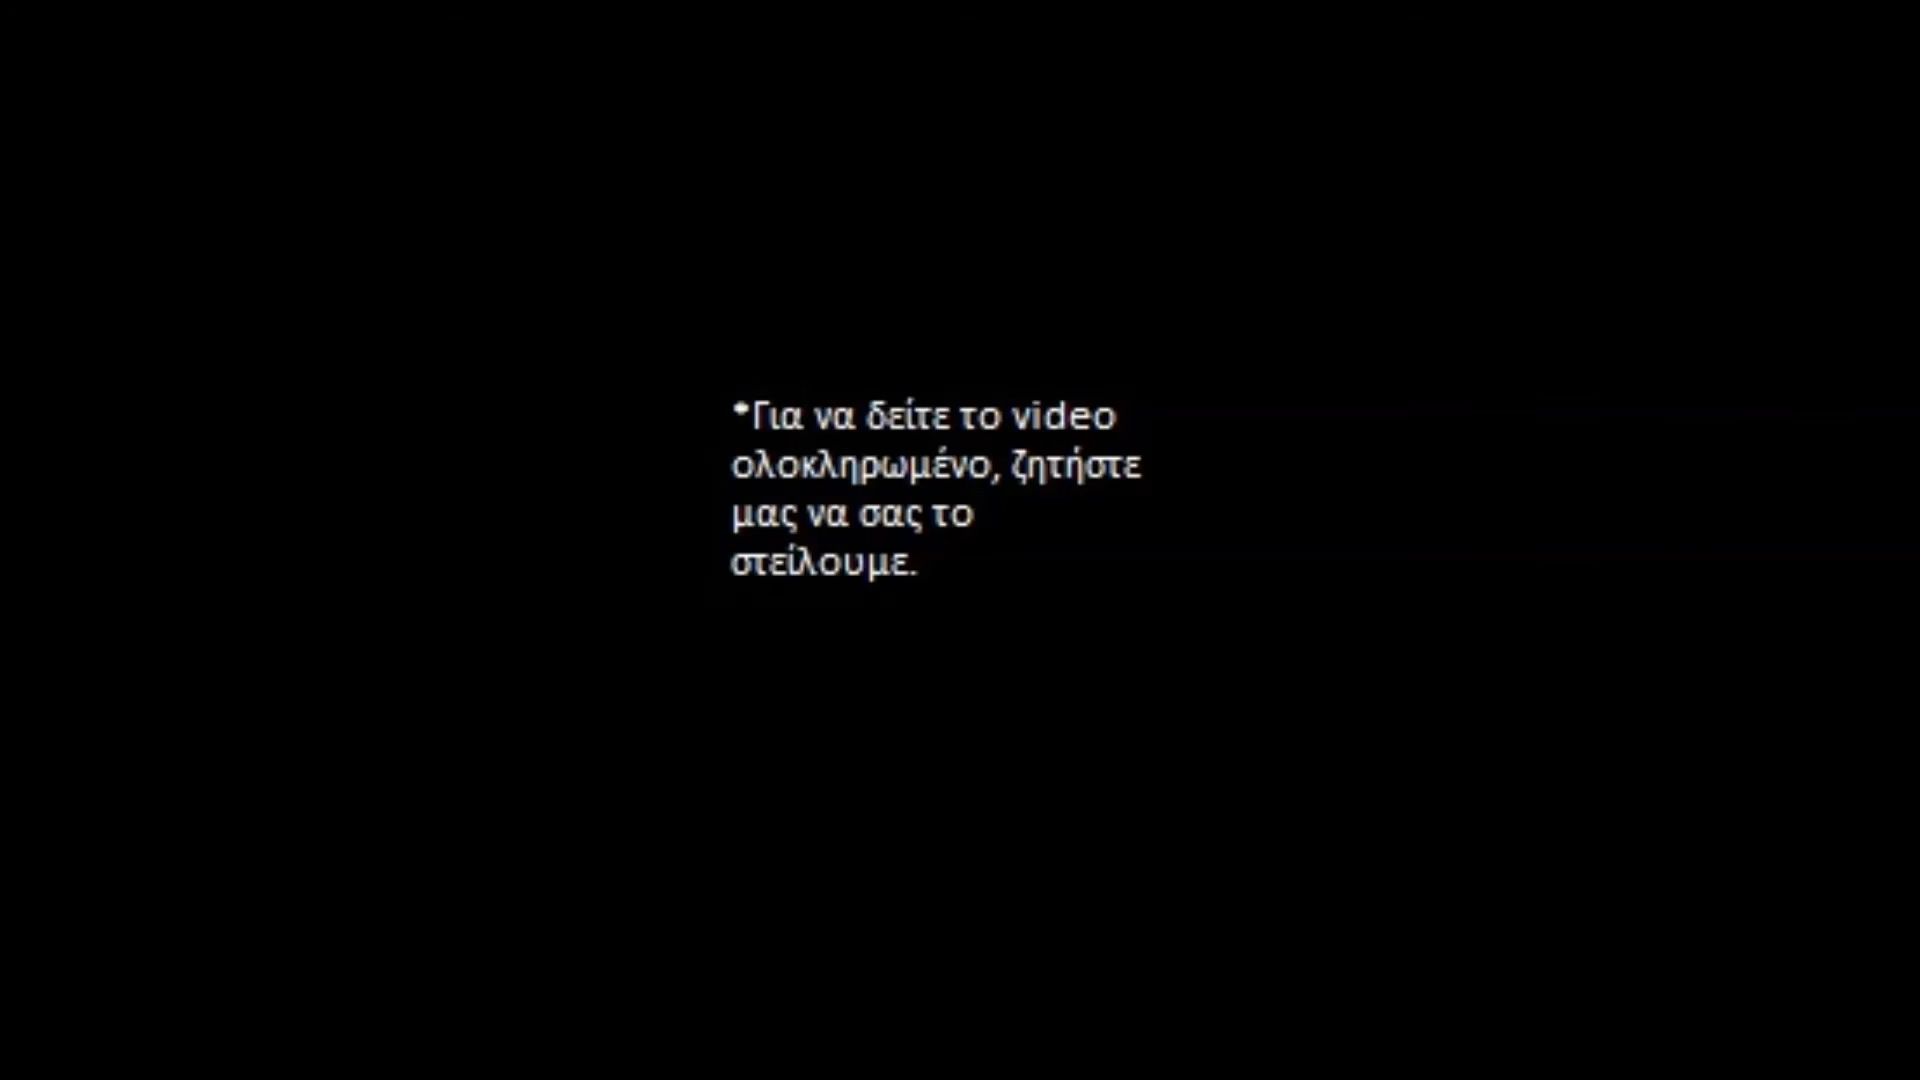 *Για να δείτε το video
ολοκληρωμένο, ζητήστε
μας να σας το
στείλουμε.